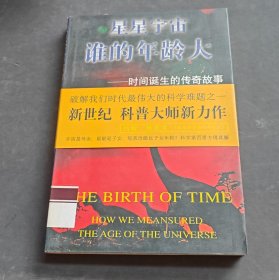 星星宇宙
谁的年龄大
——时间诞生的传奇故事
破解我们时代最伟大的科学难题之一
新世纪 科普大师新力作
THE BIRTH OF TIME
HOW WE MEANSURED
THE AGE OF THE UNIVERSE